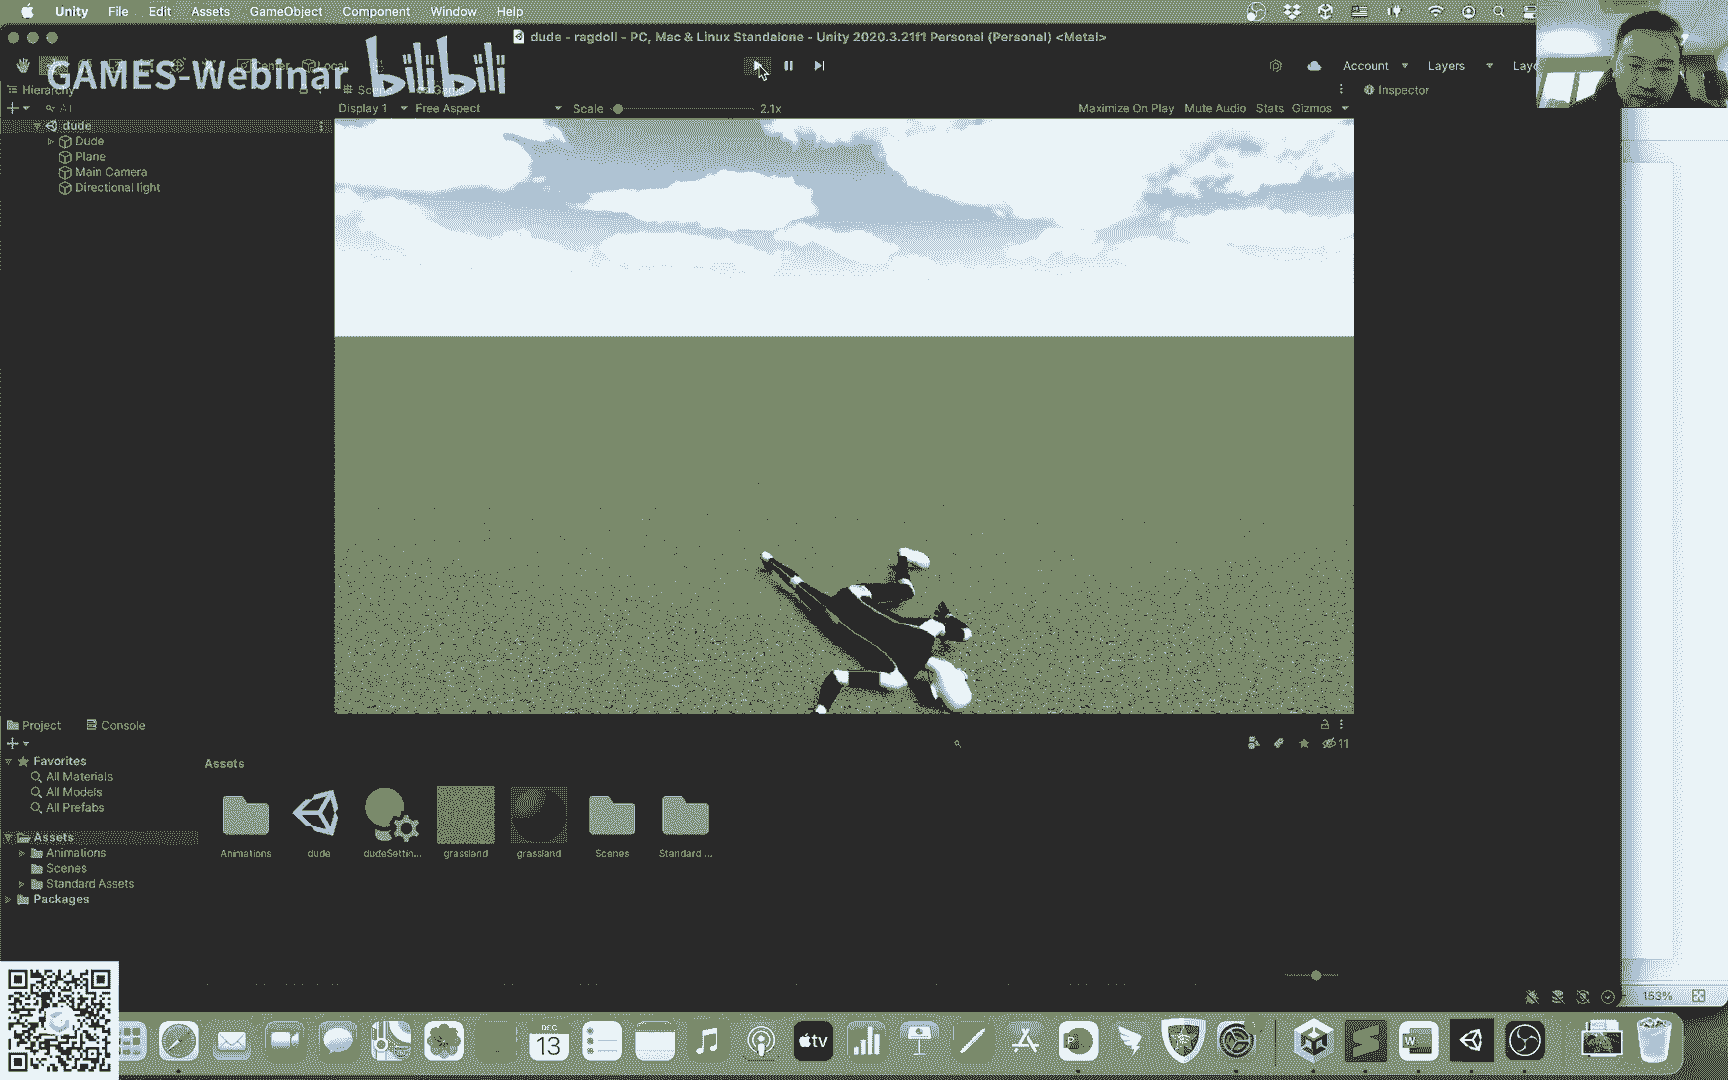 Unity File Edit Assets GameObject Component Window Help
dude - ragdoll - PC, Mac & Linux Standalone - Unity 2020.3.21f1 Personal (Personal) <Metal>
GAMES-Webinar bilibili
Center Local
Account Layers
Hierarchy
Inspector
All
Display 1 Free Aspect Scale 2.1x Maximize On Play Mute Audio Stats Gizmos
dude
Dude
Plane
Main Camera
Directional light
Project Console
11
Favorites
All Materials
All Models
All Prefabs
Assets
Animations
Scenes
Standard Assets
Packages
Assets
Animations dude dudeSettin... grassland grassland Scenes Standard ...
153%
DEC
13
tv